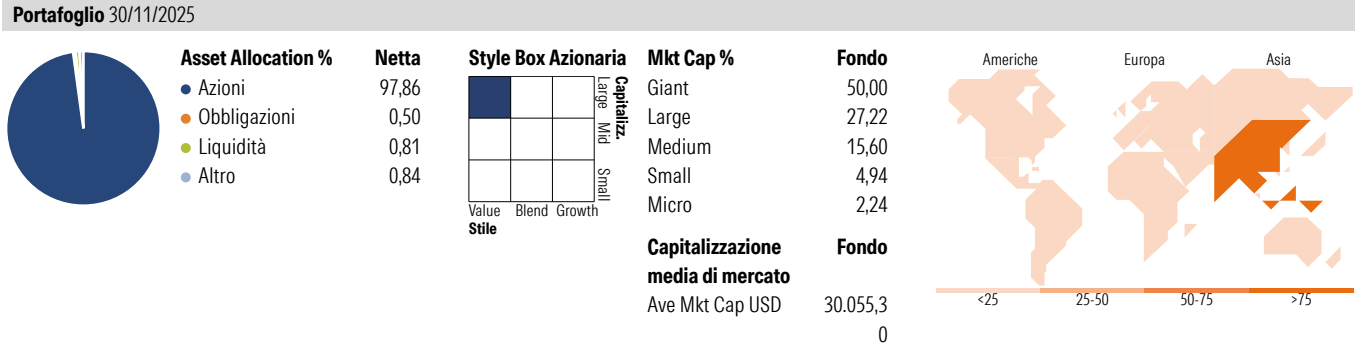 Portafoglio 30/11/2025
Asset Allocation % Netta
Azioni 97,86
Obbligazioni 0,50
Liquidità 0,81
Altro 0,84
Style Box Azionaria
Capitalizz.
Large Mid Small
Value Blend Growth
Stile
Mkt Cap % Fondo
Giant 50,00
Large 27,22
Medium 15,60
Small 4,94
Micro 2,24
Capitalizzazione Fondo
media di mercato
Ave Mkt Cap USD 30.055,3
0
Americhe Europa Asia
<25 25-50 50-75 >75